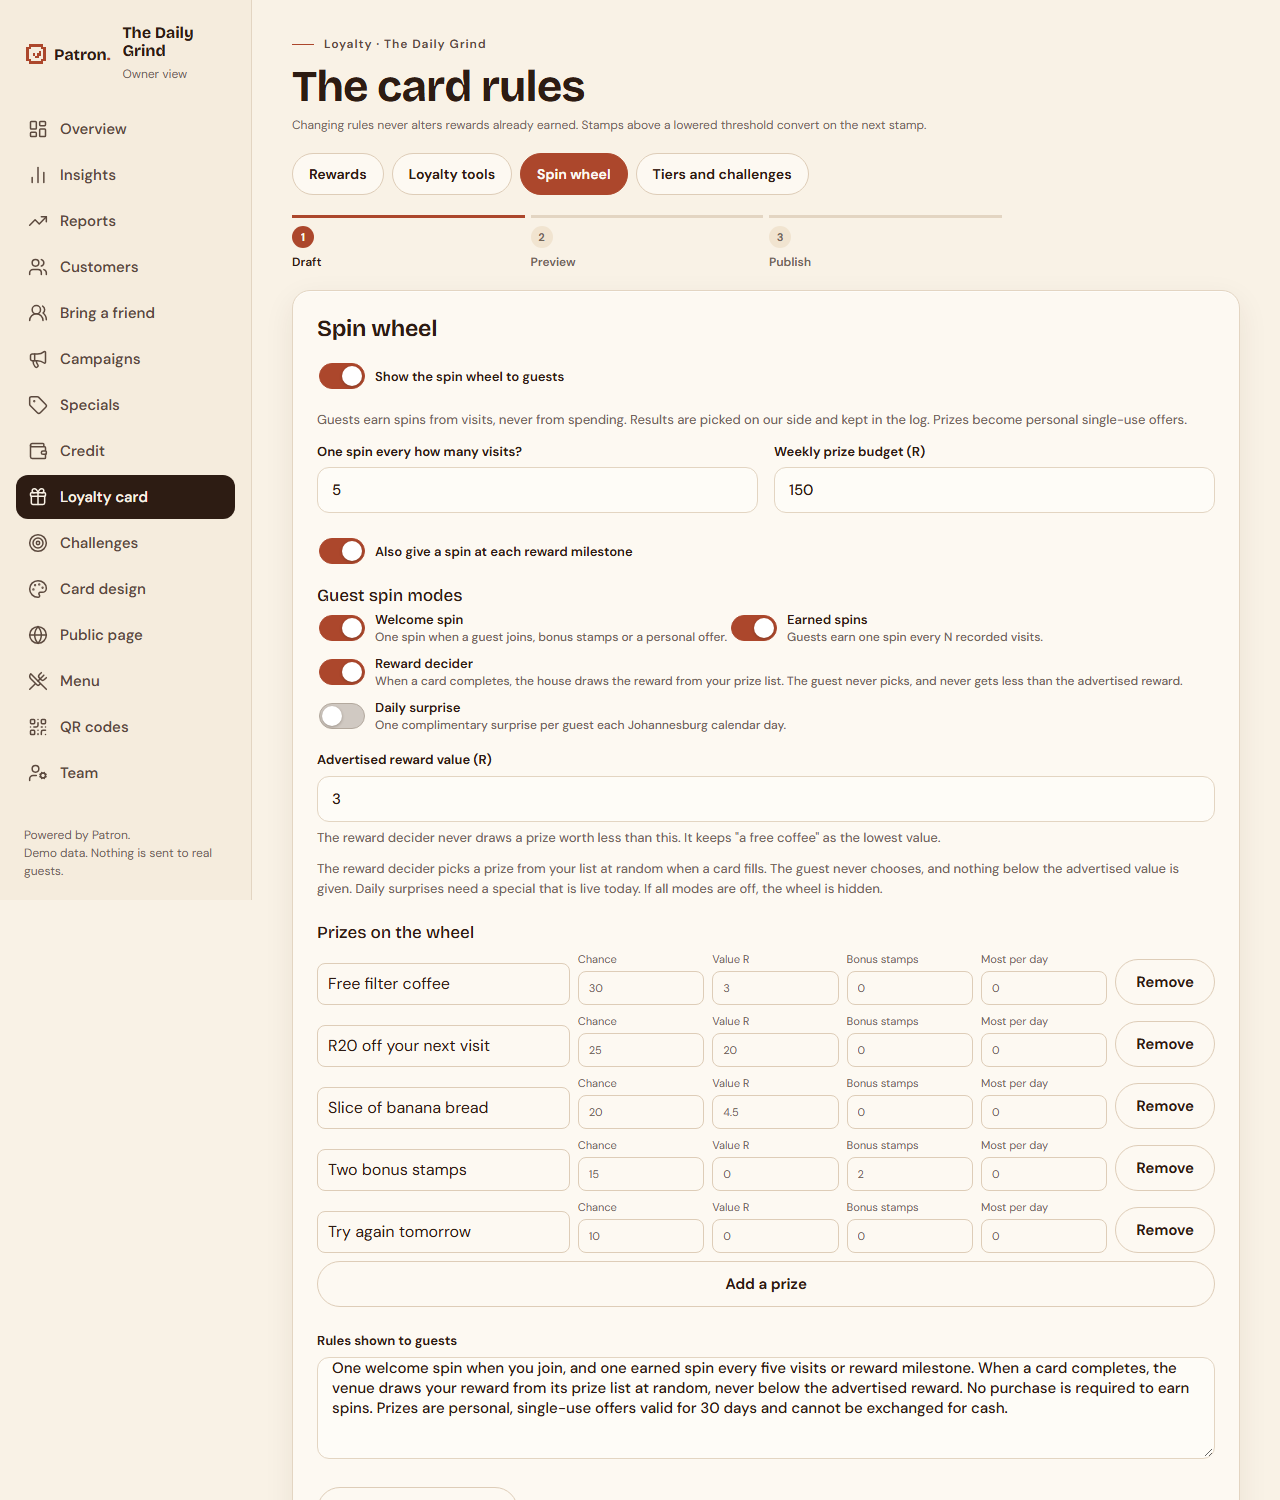 Patron.
The Daily
Grind
Owner view
Overview
Insights
Reports
Customers
Bring a friend
Campaigns
Specials
Credit
Loyalty card
Challenges
Card design
Public page
Menu
QR codes
Team
Powered by Patron.
Demo data. Nothing is sent to real
guests.
Loyalty · The Daily Grind
The card rules
Changing rules never alters rewards already earned. Stamps above a lowered threshold convert on the next stamp.
Rewards Loyalty tools Spin wheel Tiers and challenges
1 2 3
Draft Preview Publish
Spin wheel
Show the spin wheel to guests
Guests earn spins from visits, never from spending. Results are picked on our side and kept in the log. Prizes become personal single-use offers.
One spin every how many visits? Weekly prize budget (R)
5 150
Also give a spin at each reward milestone
Guest spin modes
Welcome spin Earned spins
One spin when a guest joins, bonus stamps or a personal offer. Guests earn one spin every N recorded visits.
Reward decider
When a card completes, the house draws the reward from your prize list. The guest never picks, and never gets less than the advertised reward.
Daily surprise
One complimentary surprise per guest each Johannesburg calendar day.
Advertised reward value (R)
3
The reward decider never draws a prize worth less than this. It keeps "a free coffee" as the lowest value.
The reward decider picks a prize from your list at random when a card fills. The guest never chooses, and nothing below the advertised value is
given. Daily surprises need a special that is live today. If all modes are off, the wheel is hidden.
Prizes on the wheel
Chance Value R Bonus stamps Most per day
Free filter coffee 30 3 0 0 Remove
Chance Value R Bonus stamps Most per day
R20 off your next visit 25 20 0 0 Remove
Chance Value R Bonus stamps Most per day
Slice of banana bread 20 4.5 0 0 Remove
Chance Value R Bonus stamps Most per day
Two bonus stamps 15 0 2 0 Remove
Chance Value R Bonus stamps Most per day
Try again tomorrow 10 0 0 0 Remove
Add a prize
Rules shown to guests
One welcome spin when you join, and one earned spin every five visits or reward milestone. When a card completes, the
venue draws your reward from its prize list at random, never below the advertised reward. No purchase is required to earn
spins. Prizes are personal, single-use offers valid for 30 days and cannot be exchanged for cash.